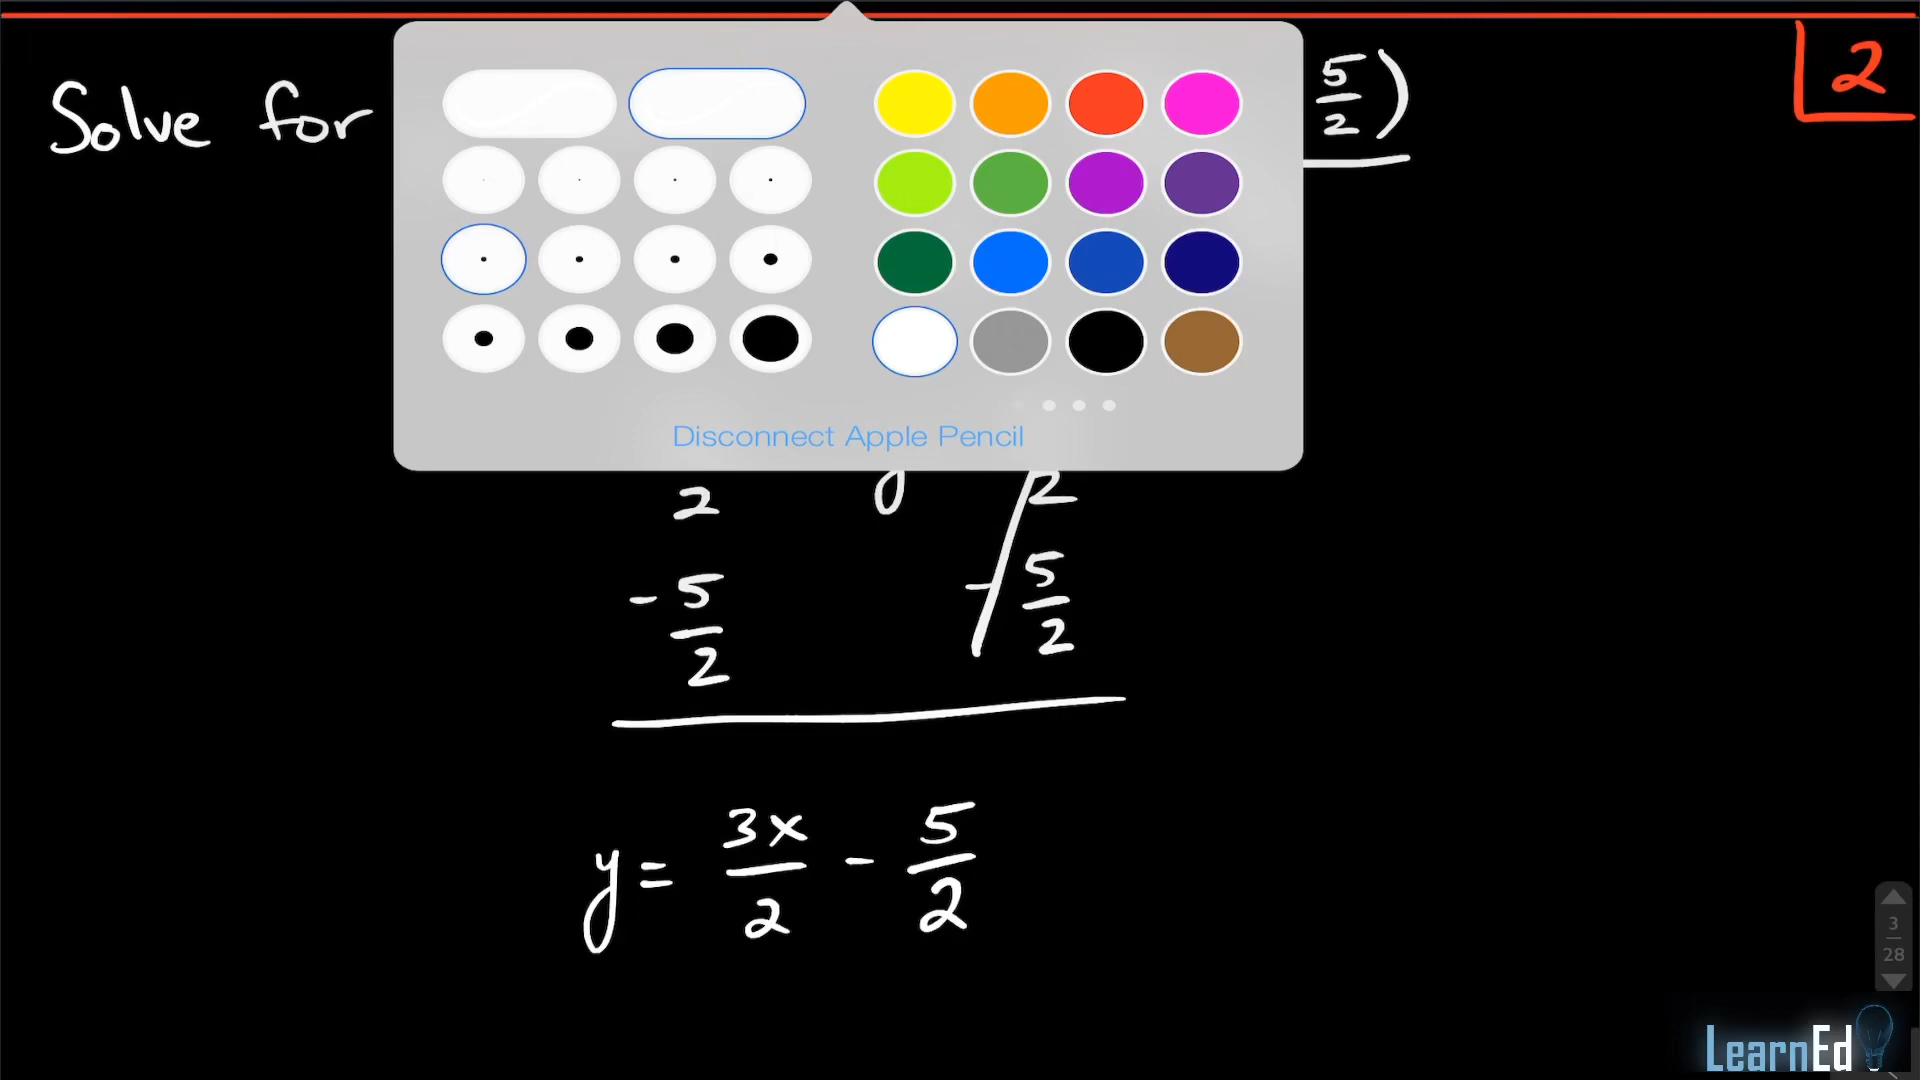 Solve for
5/2)
2
Disconnect Apple Pencil
2
2
- 5/2
- 5/2
y = 3x/2 - 5/2
3
28
LearnEd